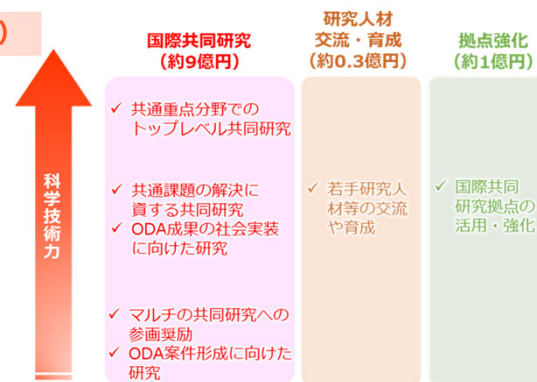 )
国際共同研究
（約9億円）
研究人材
交流・育成
（約0.3億円）
拠点強化
（約1億円）
科学技術力
✓ 共通重点分野での
トップレベル共同研究
✓ 共通課題の解決に
資する共同研究
✓ ODA成果の社会実装
に向けた研究
✓ マルチの共同研究への
参画奨励
✓ ODA案件形成に向けた
研究
✓ 若手研究人
材等の交流
や育成
✓ 国際共同
研究拠点の
活用・強化